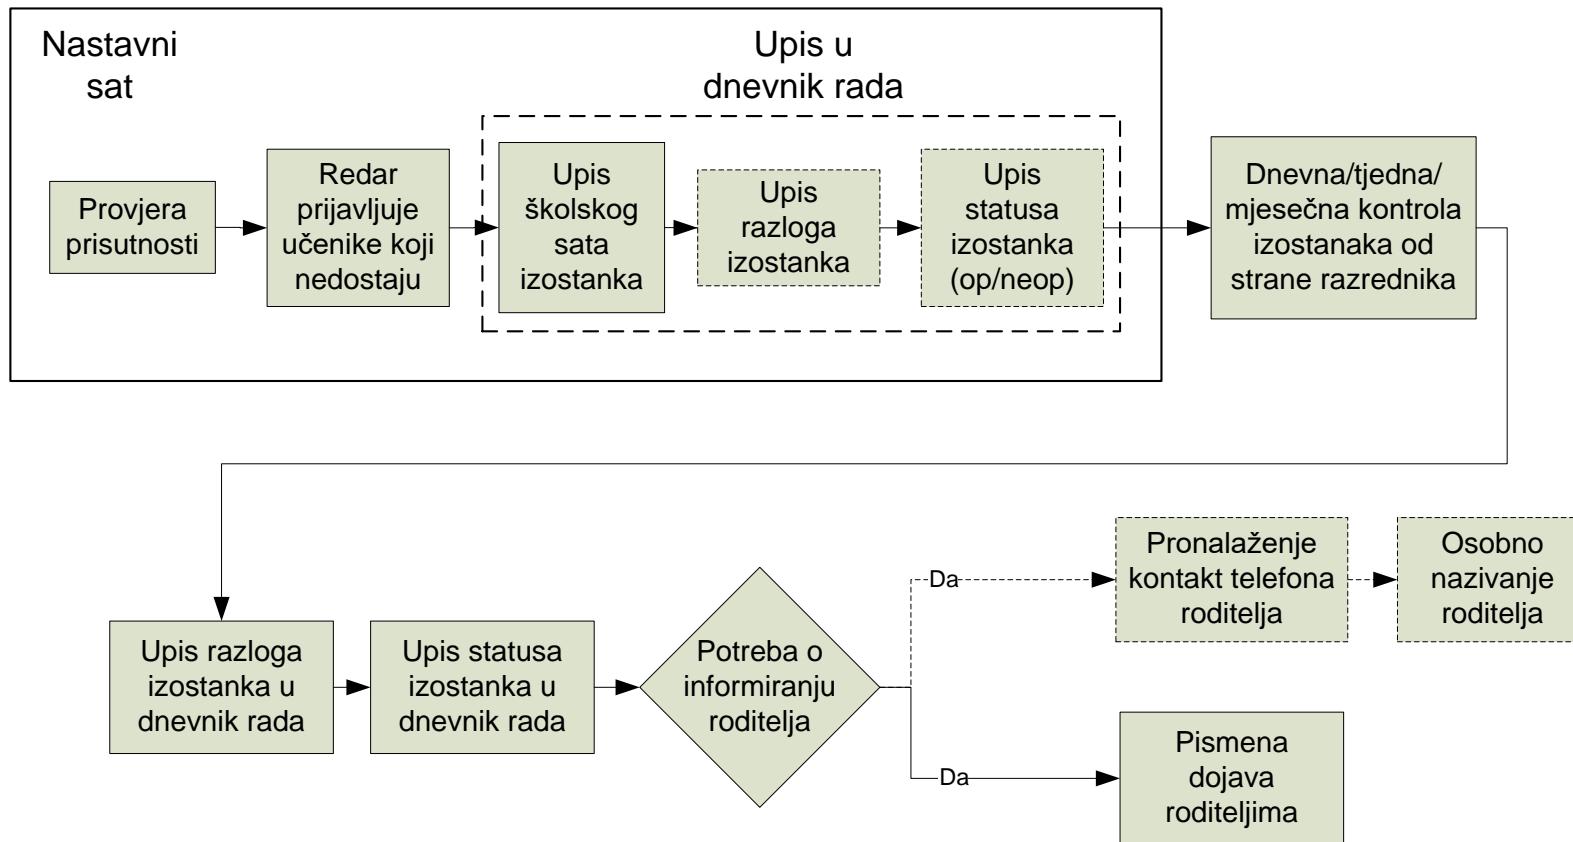 Nastavni
sat
Upis u
dnevnik rada
Provjera
prisutnosti
Redar
prijavljuje
učenike koji
nedostaju
Upis
školskog
sata
izostanka
Upis
razloga
izostanka
Upis
statusa
izostanka
(op/neop)
Dnevna/tjedna/
mjesečna kontrola
izostanaka od
strane razrednika
Upis razloga
izostanka u
dnevnik rada
Upis statusa
izostanka u
dnevnik rada
Potreba o
informiranju
roditelja
Da
Pronalaženje
kontakt telefona
roditelja
Osobno
nazivanje
roditelja
Da
Pismena
dojava
roditeljima